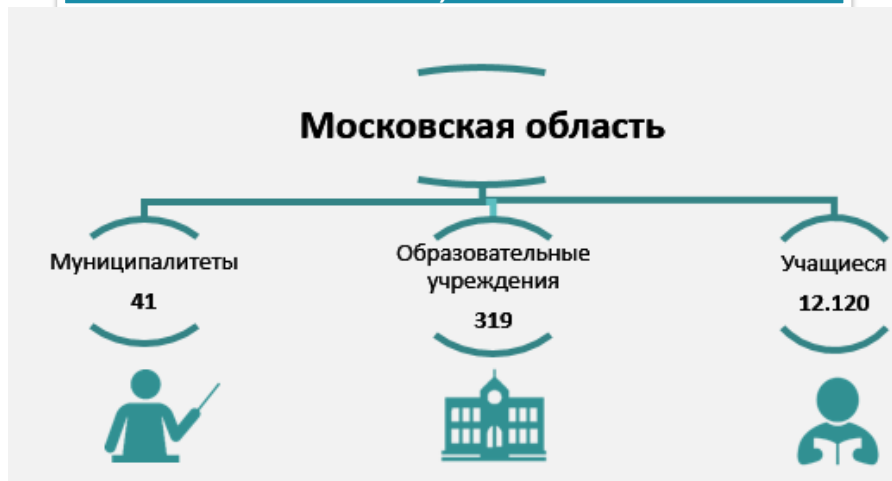 Московская область
Муниципалитеты
41
Образовательные
учреждения
319
Учащиеся
12.120